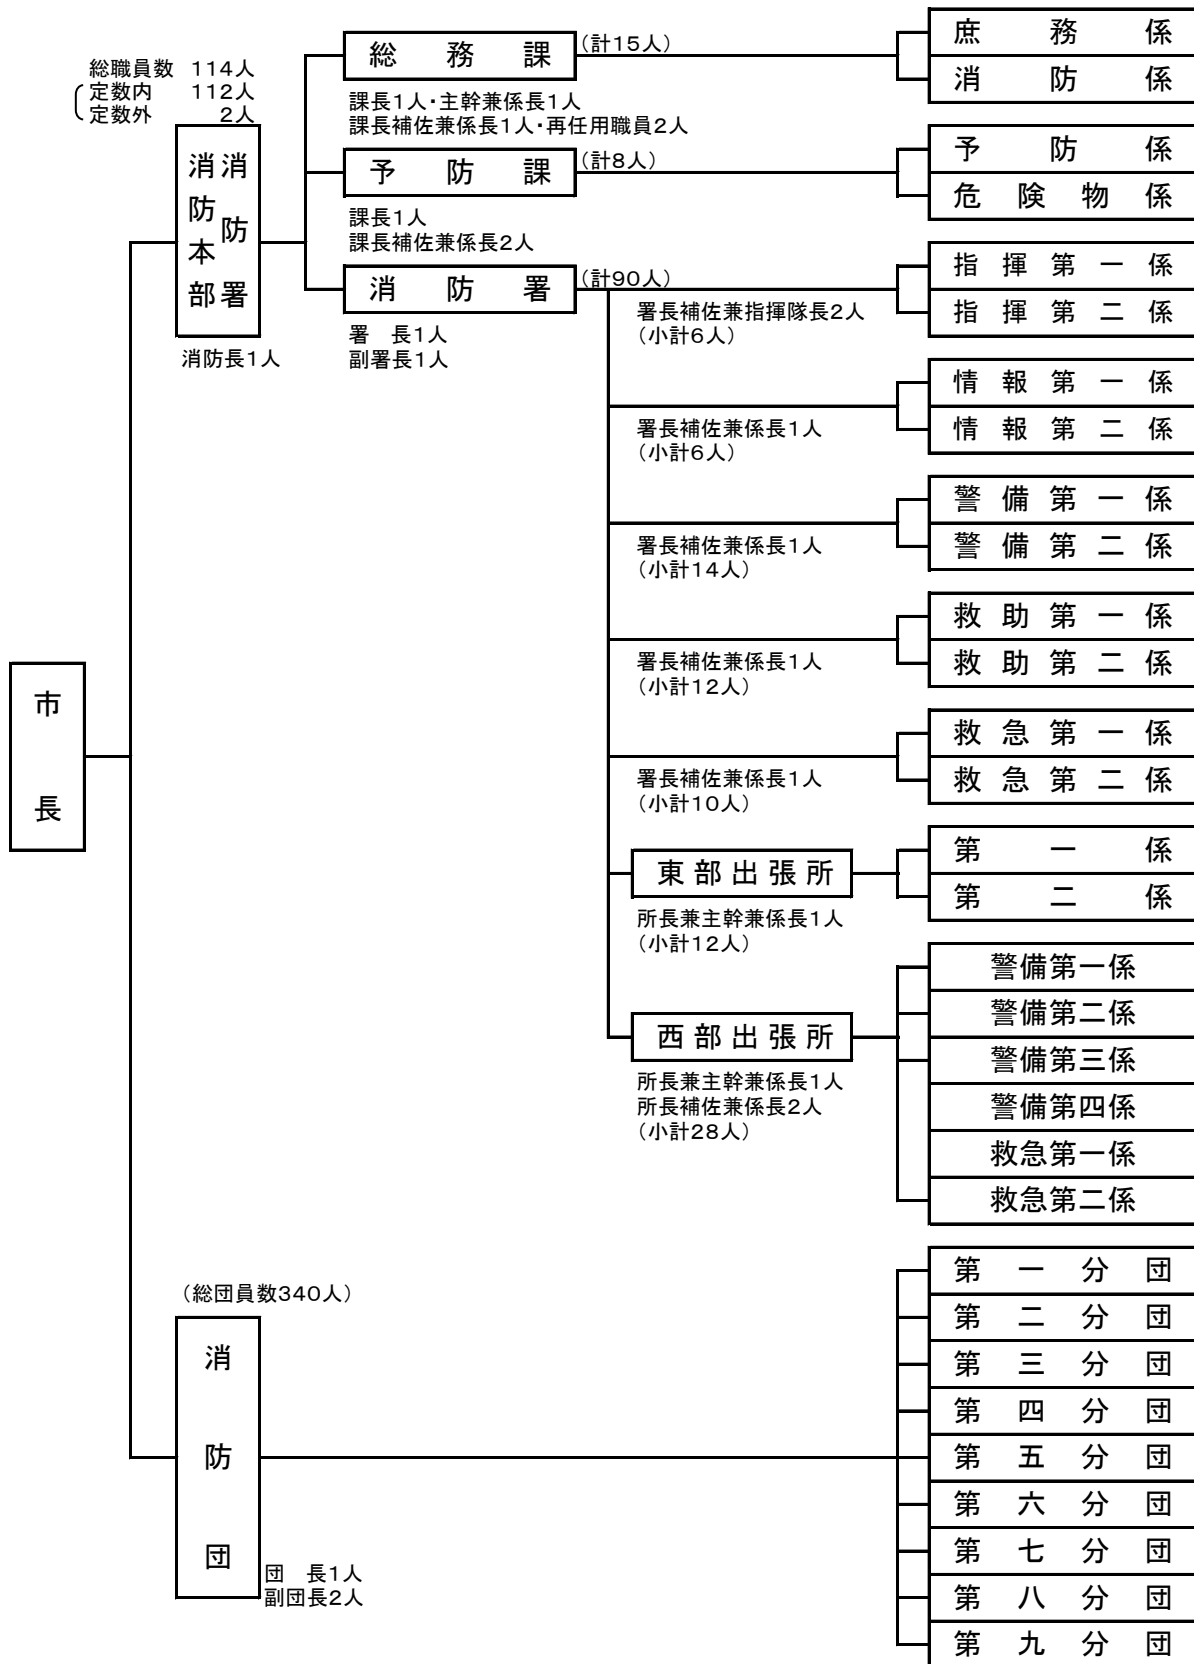 総職員数 114人
定数内 112人
定数外 2人
市長
消防本部
消防署
消防長1人
総務課
(計15人)
課長1人・主幹兼係長1人
課長補佐兼係長1人・再任用職員2人
庶務係
消防係
予防課
(計8人)
課長1人
課長補佐兼係長2人
予防係
危険物係
消防署
(計90人)
署 長1人
副署長1人
署長補佐兼指揮隊長2人
(小計6人)
指揮第一係
指揮第二係
署長補佐兼係長1人
(小計6人)
情報第一係
情報第二係
署長補佐兼係長1人
(小計14人)
警備第一係
警備第二係
署長補佐兼係長1人
(小計12人)
救助第一係
救助第二係
署長補佐兼係長1人
(小計10人)
救急第一係
救急第二係
東部出張所
所長兼主幹兼係長1人
(小計12人)
第一係
第二係
西部出張所
所長兼主幹兼係長1人
所長補佐兼係長2人
(小計28人)
警備第一係
警備第二係
警備第三係
警備第四係
救急第一係
救急第二係
(総団員数340人)
消防団
団 長1人
副団長2人
第一分団
第二分団
第三分団
第四分団
第五分団
第六分団
第七分団
第八分団
第九分団